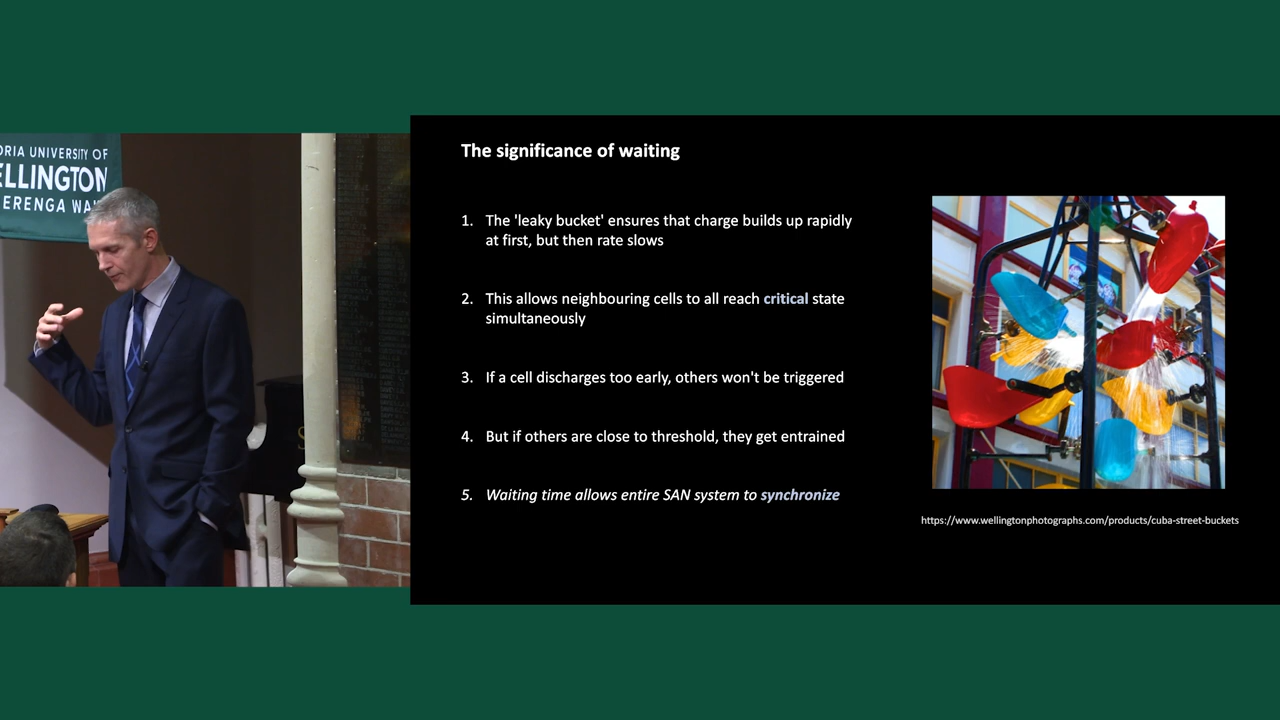 ORIA UNIVERSITY OF
ELLINGTON
ERENGA WA
The significance of waiting
1. The 'leaky bucket' ensures that charge builds up rapidly
at first, but then rate slows
2. This allows neighbouring cells to all reach critical state
simultaneously
3. If a cell discharges too early, others won't be triggered
4. But if others are close to threshold, they get entrained
5. Waiting time allows entire SAN system to synchronize
https://www.wellingtonphotographs.com/products/cuba-street-buckets